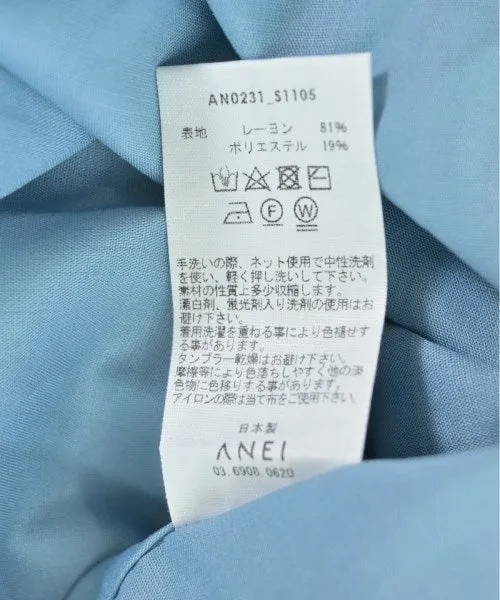 AN0231_S1105
表地 レーヨン 81%
ポリエステル 19%
手洗いの際、ネット使用で中性洗剤
を使い、軽く押し洗いして下さい。
素材の性質上多少収縮します。
漂白剤、蛍光剤入り洗剤の使用はお
避け下さい。
着用洗濯を重ねる事により色褪せす
る事があります。
タンブラー乾燥はお避け下さい。
摩擦等により色落ちしやすく他の淡
色物に色移りする事があります。
アイロンの際は当て布をご使用下さい。
日本製
ANEI
03.6908.0620